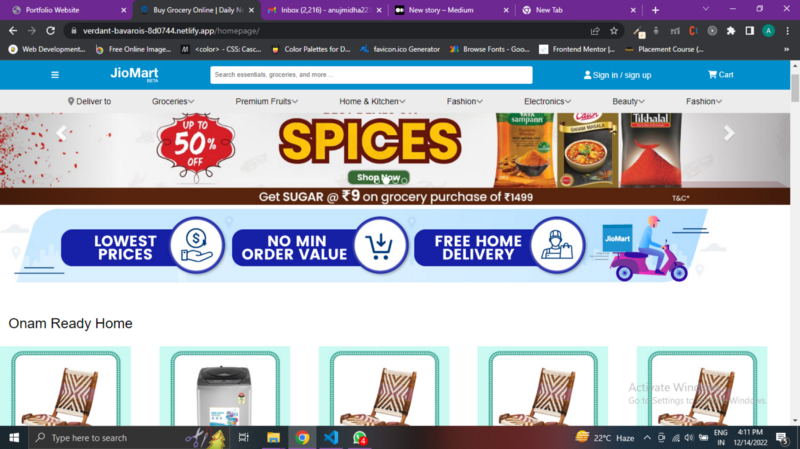 Portfolio Website
Buy Grocery Online | Daily N
Inbox (2,216) - anujmidha22
New story – Medium
New Tab
verdant-bavarois-8d0744.netlify.app/homepage/
Web Development...
Free Online Image...
<color> - CSS: Casc...
Color Palettes for D...
favicon.ico Generator
Browse Fonts - Goo...
Frontend Mentor |...
Placement Course (...
JioMart
BETA
Search essentials, groceries, and more ...
Sign in / sign up
Cart
Deliver to
Groceries
Premium Fruits
Home & Kitchen
Fashion
Electronics
Beauty
Fashion
UP TO
50%
OFF
SPICES
Shop Now
TATA
sampann
Catch
Tikhalal
Get SUGAR @ ₹9 on grocery purchase of ₹1499
T&C*
LOWEST
PRICES
NO MIN
ORDER VALUE
FREE HOME
DELIVERY
JioMart
Onam Ready Home
Activate Windows
Go to Settings to Windows.
Type here to search
22°C Haze
ENG
IN
4:11 PM
12/14/2022